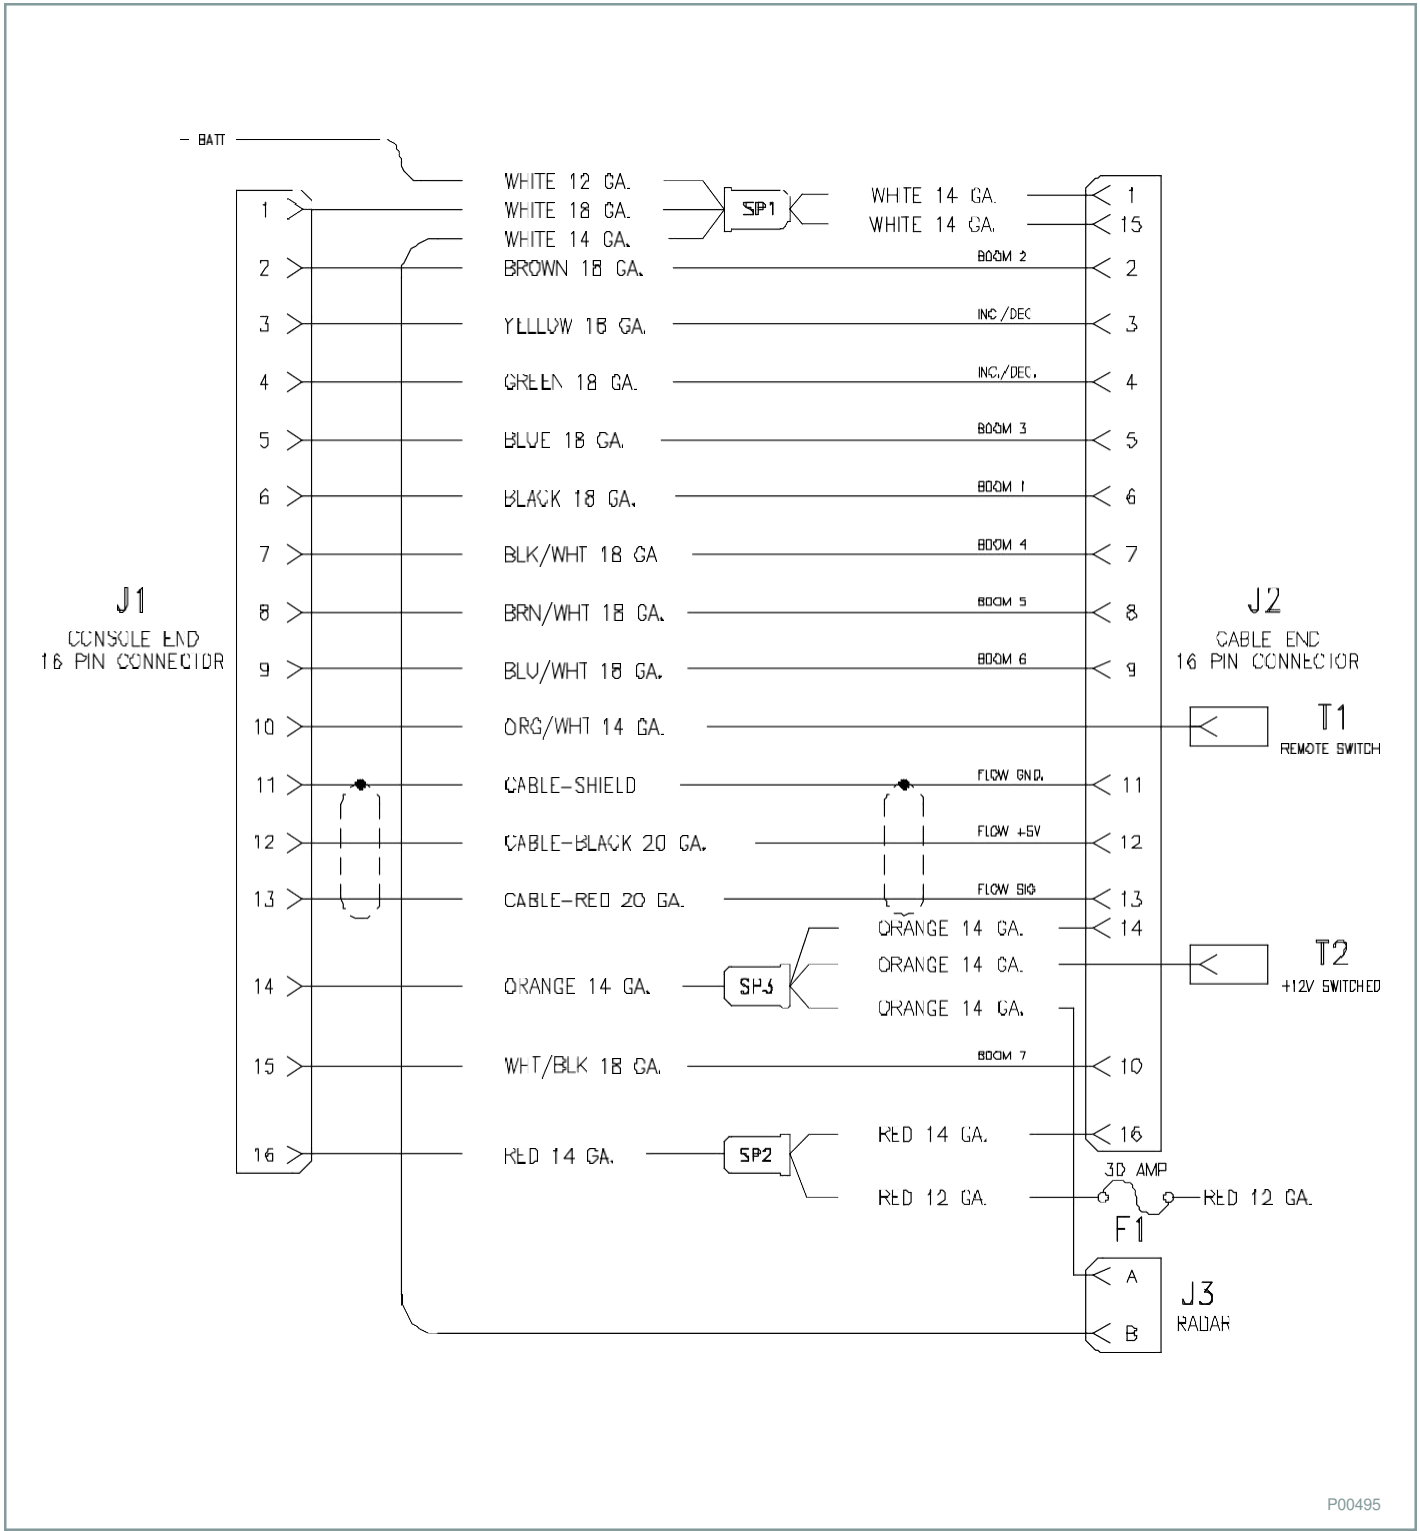 - BATT
WHITE 12 GA.
1 WHITE 18 GA. SP1 WHTE 14 GA. 1
WHITE 14 GA. WHITE 14 GA. 15
2 BROWN 18 GA. BOOM 2 2
3 YELLOW 18 GA. INC/DEC 3
4 GREEN 18 GA. INC./DEC. 4
5 BLUE 18 GA. BOOM 3 5
6 BLACK 18 GA. BOOM 1 6
7 BLK/WHT 18 GA BOOM 4 7
8 BRN/WHT 18 GA. BOOM 5 8
J1
CONSOLE END
16 PIN CONNECTOR
J2
CABLE END
16 PIN CONNECTOR
9 BLU/WHT 18 GA. BOOM 6 9
10 ORG/WHT 14 GA. T1
REMOTE SWITCH
11 CABLE-SHIELD FLOW GND. 11
12 CABLE-BLACK 20 GA. FLOW +5V 12
13 CABLE-RED 20 GA. FLOW SIG 13
ORANGE 14 GA. 14
ORANGE 14 GA. T2
+12V SWITCHED
14 ORANGE 14 GA. SP3
ORANGE 14 GA.
15 WHT/BLK 18 GA. BOOM 7 10
RED 14 GA. 16
16 RED 14 GA. SP2
30 AMP
RED 12 GA. RED 12 GA.
F1
A
J3
RADAR
B
P00495